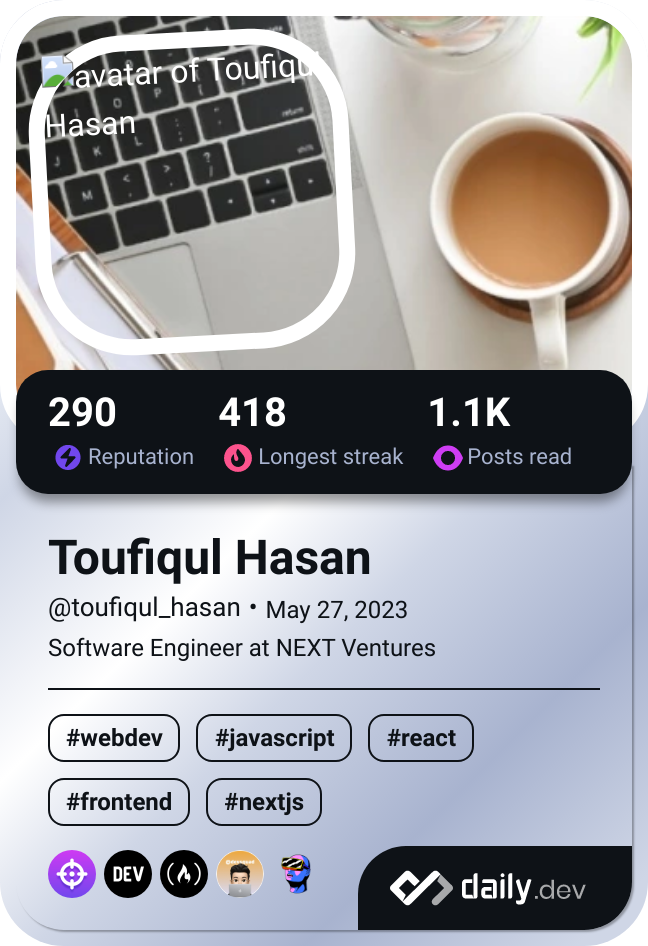 avatar of Toufiqul
Hasan
290 418 1.1K
Reputation Longest streak Posts read
Toufiqul Hasan
@toufiqul_hasan • May 27, 2023
Software Engineer at NEXT Ventures
#webdev #javascript #react
#frontend #nextjs
DEV
daily.dev